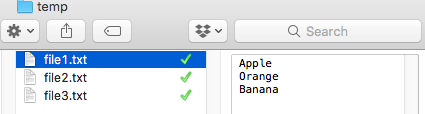 temp
Search
file1.txt
file2.txt
file3.txt
Apple
Orange
Banana